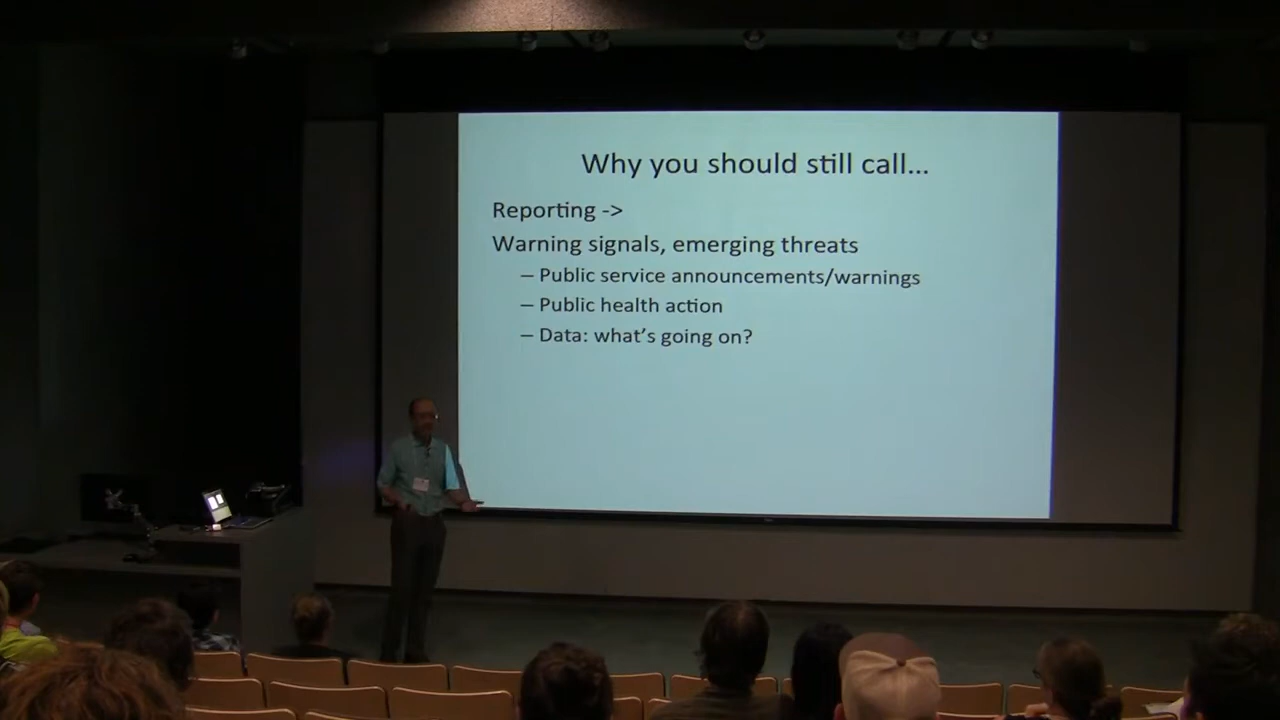 Why you should still call...
Reporting ->
Warning signals, emerging threats
– Public service announcements/warnings
– Public health action
– Data: what's going on?